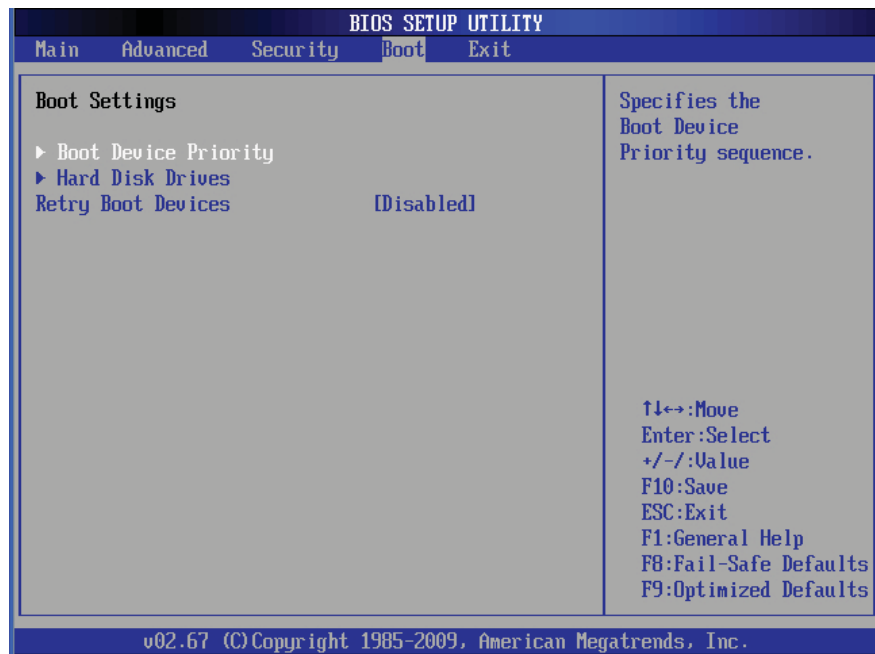 BIOS SETUP UTILITY
Main Advanced Security Boot Exit
Boot Settings
▶ Boot Device Priority
▶ Hard Disk Drives
Retry Boot Devices [Disabled]
Specifies the
Boot Device
Priority sequence.
↑↓←→:Move
Enter:Select
+/-/:Value
F10:Save
ESC:Exit
F1:General Help
F8:Fail-Safe Defaults
F9:Optimized Defaults
v02.67 (C)Copyright 1985-2009, American Megatrends, Inc.